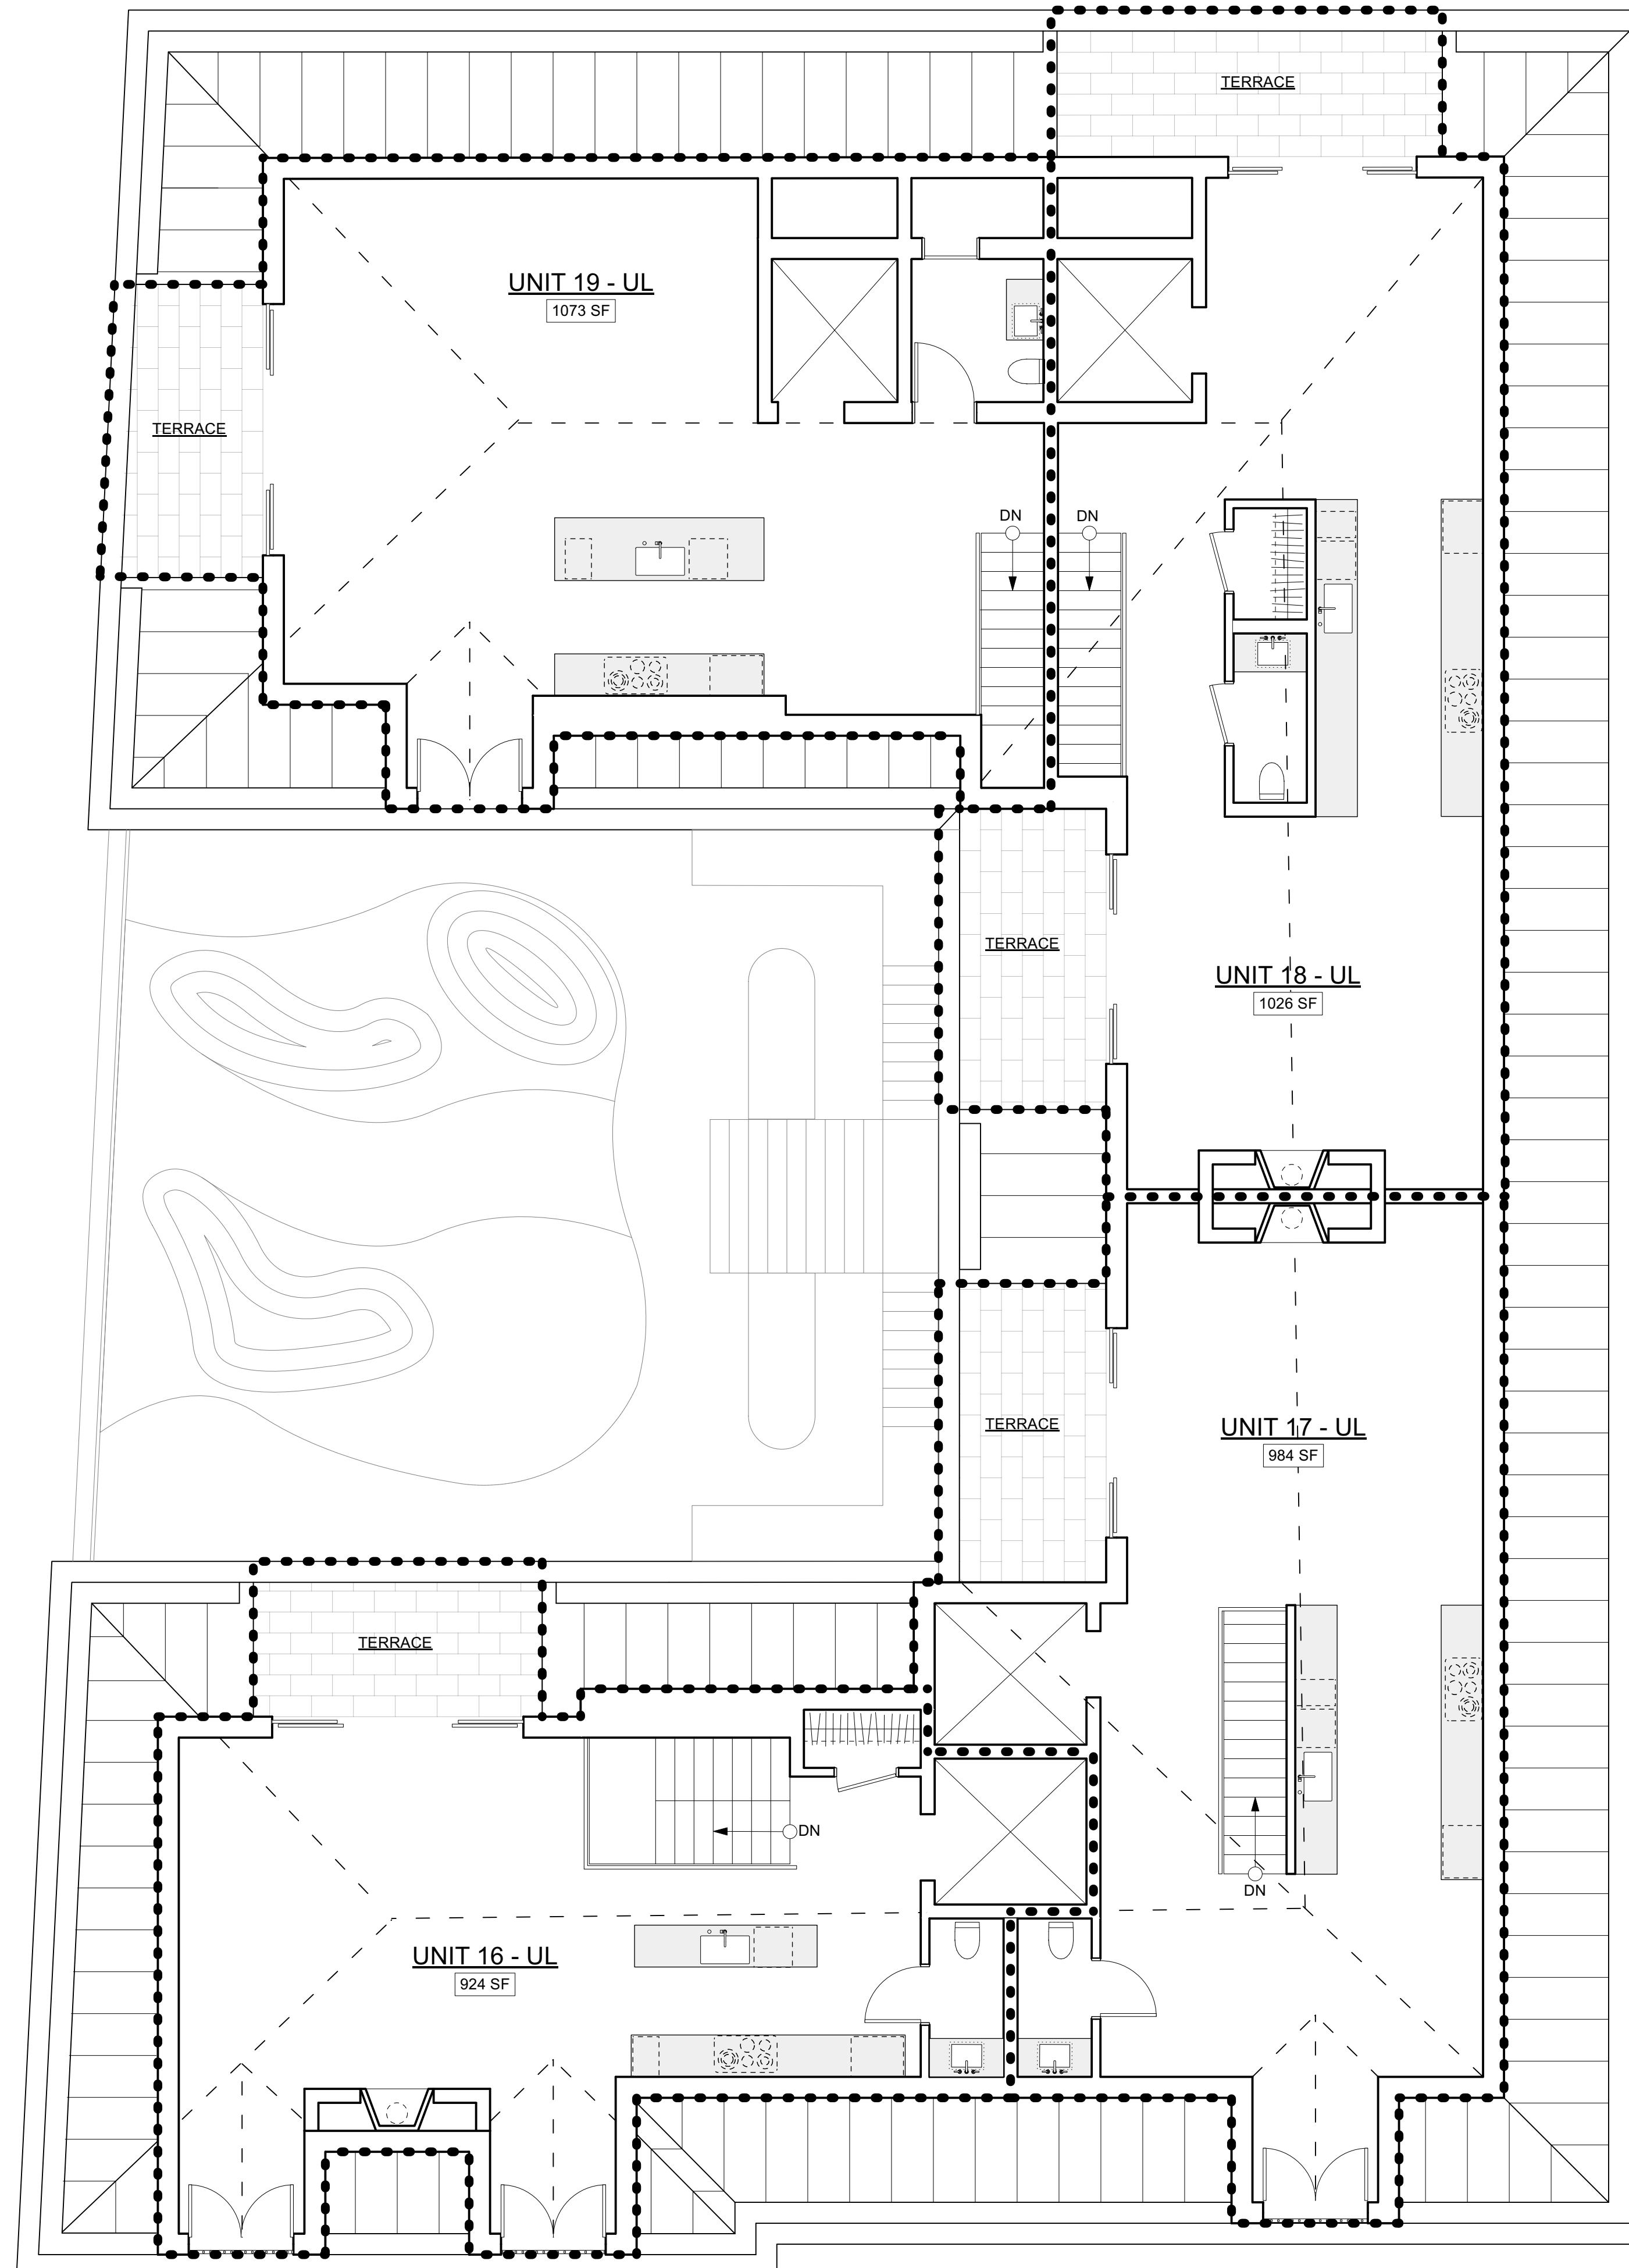 TERRACE
UNIT 19 - UL
1073 SF
TERRACE
DN
DN
TERRACE
UNIT 18 - UL
1026 SF
TERRACE
UNIT 17 - UL
984 SF
TERRACE
DN
DN
UNIT 16 - UL
924 SF